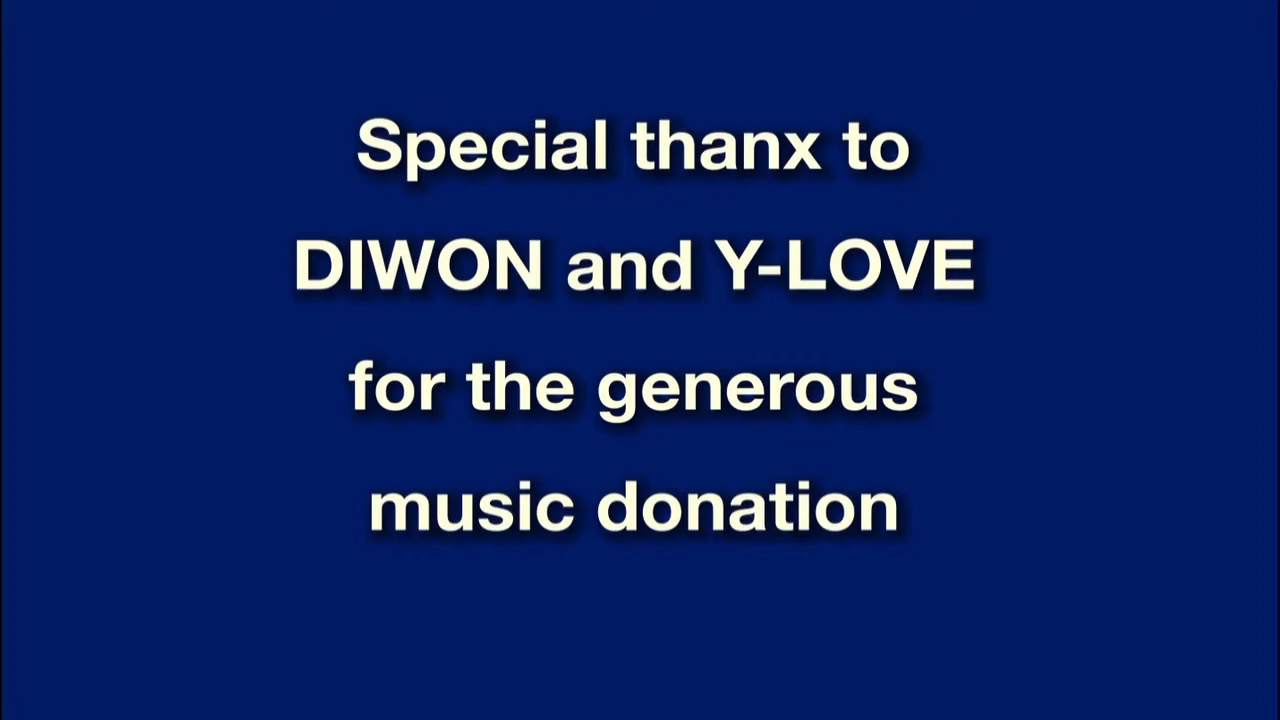 Special thanx to
DIWON and Y-LOVE
for the generous
music donation